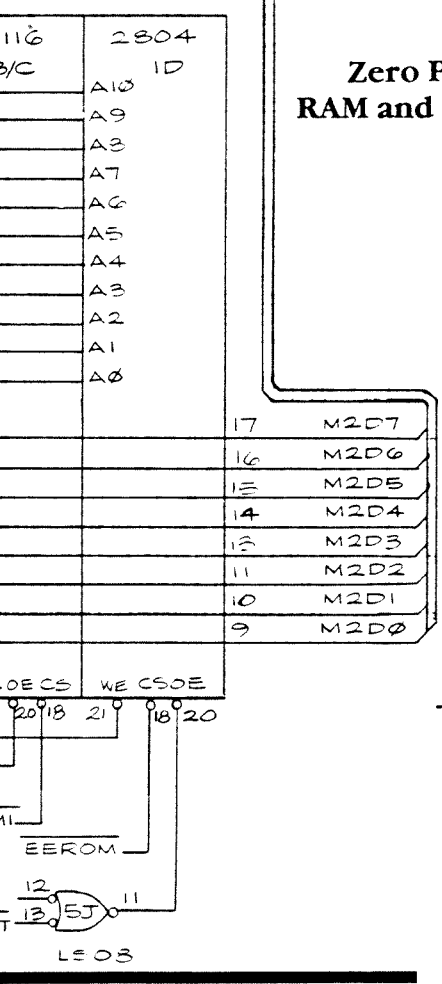 116 2804
B/C 1D
Zero P
RAM and
A1Ø
A9
A8
A7
A6
A5
A4
A3
A2
A1
AØ
17 M2D7
16 M2D6
15 M2D5
14 M2D4
13 M2D3
11 M2D2
10 M2D1
9 M2DØ
OE CS WE CS OE
20 18 21 18 20
EEROM
12
13 5J 11
LS08